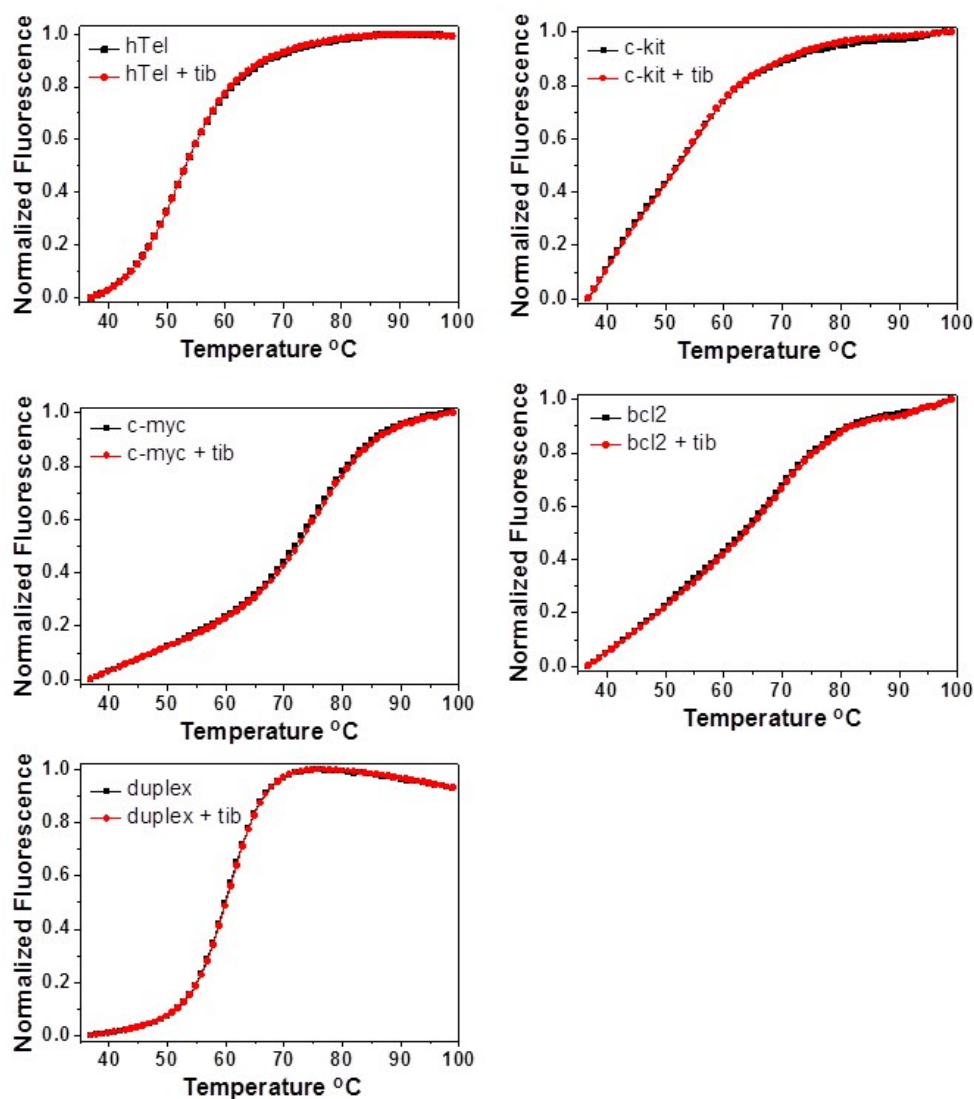 Normalized Fluorescence
1.0
0.8
0.6
0.4
0.2
0.0
hTel
hTel + tib
40 50 60 70 80 90 100
Temperature ºC
Normalized Fluorescence
1.0
0.8
0.6
0.4
0.2
0.0
c-kit
c-kit + tib
40 50 60 70 80 90 100
Temperature ºC
Normalized Fluorescence
1.0
0.8
0.6
0.4
0.2
0.0
c-myc
c-myc + tib
40 50 60 70 80 90 100
Temperature ºC
Normalized Fluorescence
1.0
0.8
0.6
0.4
0.2
0.0
bcl2
bcl2 + tib
40 50 60 70 80 90 100
Temperature ºC
Normalized Fluorescence
1.0
0.8
0.6
0.4
0.2
0.0
duplex
duplex + tib
40 50 60 70 80 90 100
Temperature ºC